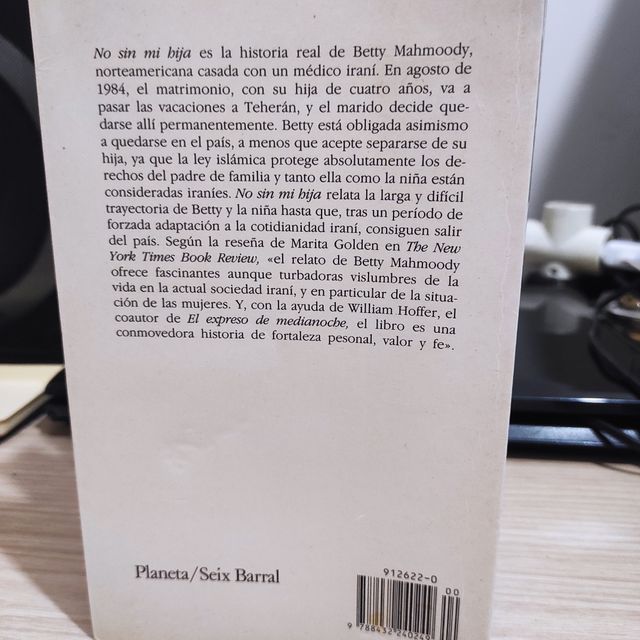 No sin mi hija es la historia real de Betty Mahmoody,
norteamericana casada con un médico iraní. En agosto de
1984, el matrimonio, con su hija de cuatro años, va a
pasar las vacaciones a Teherán, y el marido decide que-
darse allí permanentemente. Betty está obligada asimismo
a quedarse en el país, a menos que acepte separarse de su
hija, ya que la ley islámica protege absolutamente los de-
rechos del padre de familia y tanto ella como la niña están
consideradas iraníes. No sin mi hija relata la larga y difícil
trayectoria de Betty y la niña hasta que, tras un período de
forzada adaptación a la cotidianidad iraní, consiguen salir
del país. Según la reseña de Marita Golden en The New
York Times Book Review, «el relato de Betty Mahmoody
ofrece fascinantes aunque turbadoras vislumbres de la
vida en la actual sociedad iraní, y en particular de la situa-
ción de las mujeres. Y, con la ayuda de William Hoffer, el
coautor de El expreso de medianoche, el libro es una
conmovedora historia de fortaleza pesonal, valor y fe».
Planeta/Seix Barral
912622-0
00
9 788432 240249